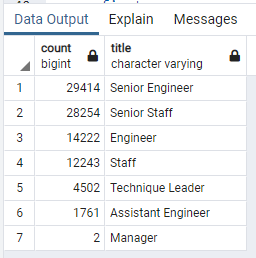 Data Output Explain Messages
count title
bigint character varying
1 29414 Senior Engineer
2 28254 Senior Staff
3 14222 Engineer
4 12243 Staff
5 4502 Technique Leader
6 1761 Assistant Engineer
7 2 Manager